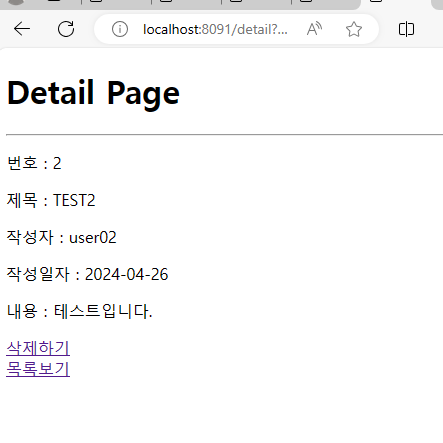 localhost:8091/detail?...
Detail Page
번호 : 2
제목 : TEST2
작성자 : user02
작성일자 : 2024-04-26
내용 : 테스트입니다.
삭제하기
목록보기